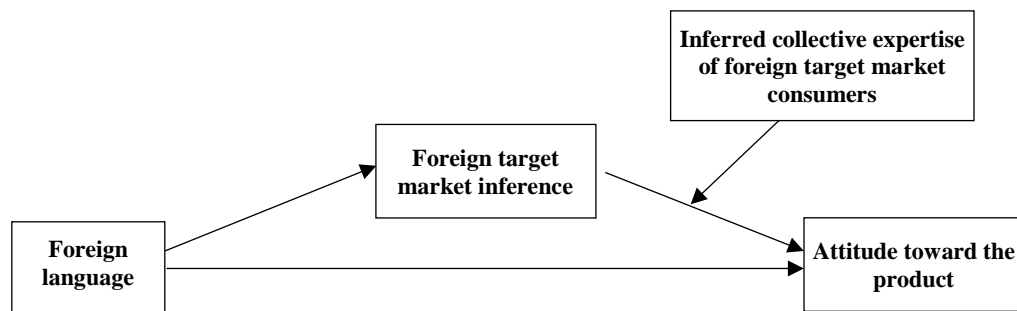 Inferred collective expertise
of foreign target market
consumers
Foreign target
market inference
Foreign
language
Attitude toward the
product